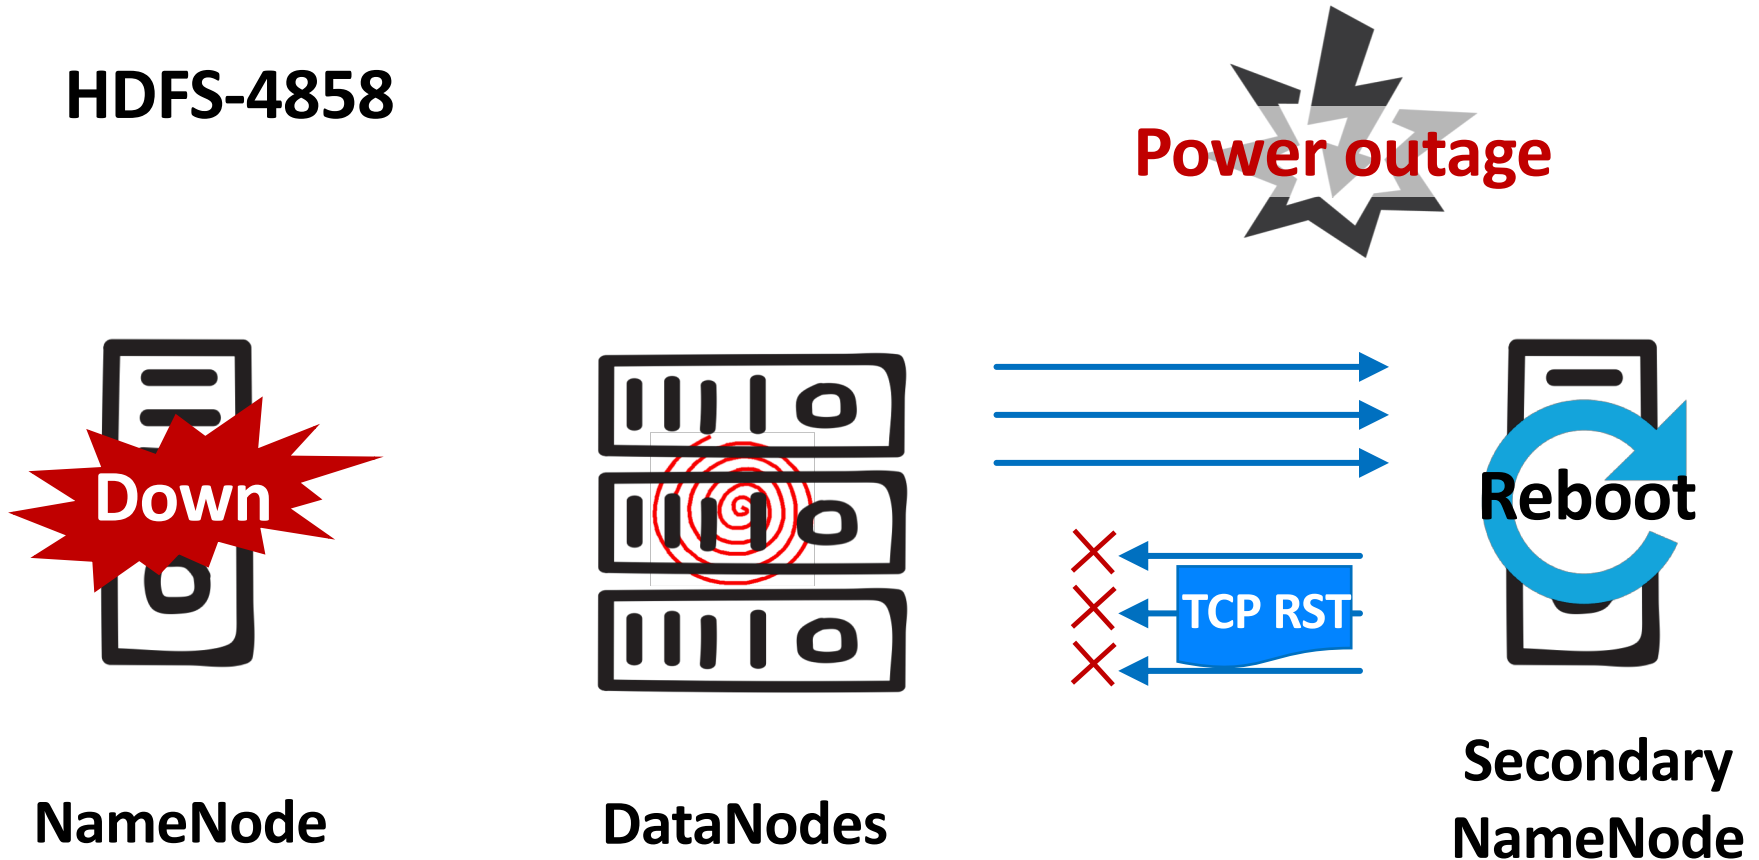 HDFS-4858
Power outage
Down
Reboot
TCP RST
NameNode
DataNodes
Secondary
NameNode